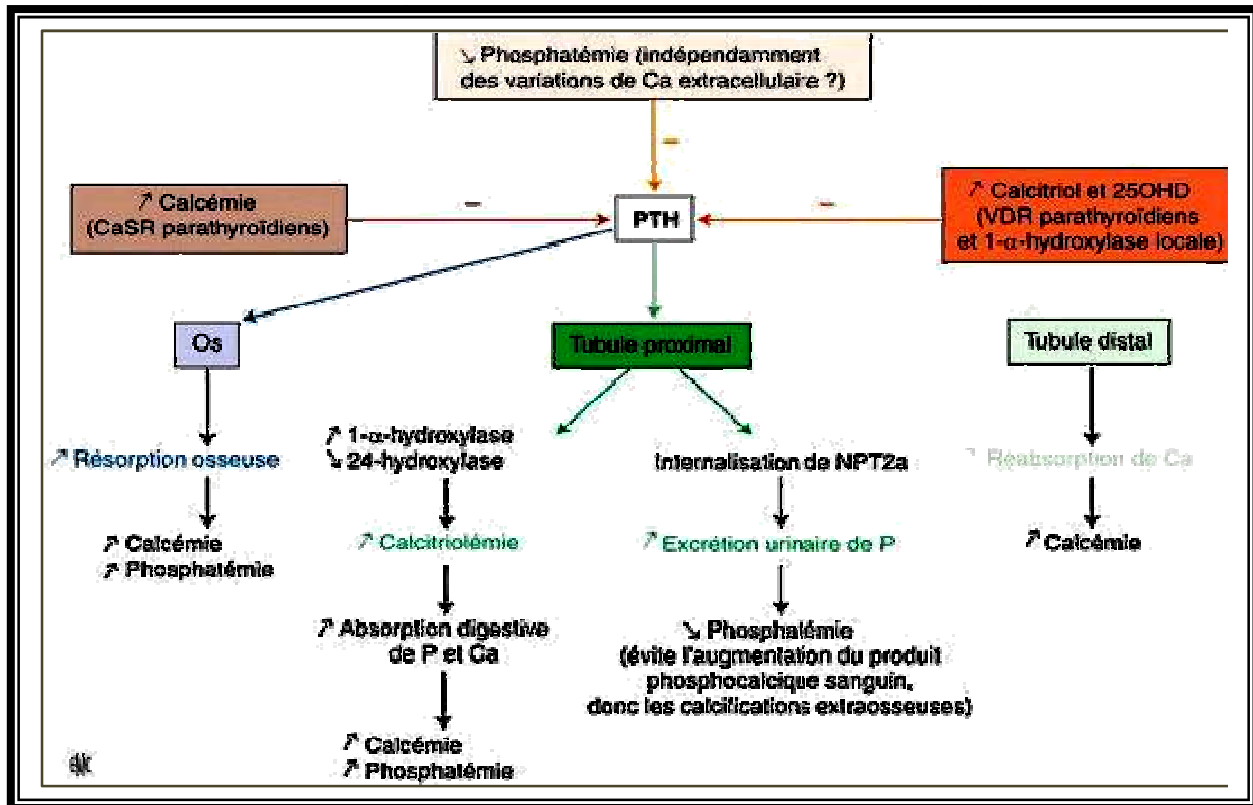 ↘ Phosphatémie (indépendamment
des variations de Ca extracellulaire ?)
–
↗ Calcémie
(CaSR parathyroïdiens)
–
PTH
–
↗ Calcitriol et 25OHD
(VDR parathyroïdiens
et 1-α-hydroxylase locale)
Os
Tubule proximal
Tubule distal
↗ Résorption osseuse
↗ 1-α-hydroxylase
↘ 24-hydroxylase
Internalisation de NPT2a
↗ Réabsorption de Ca
↗ Calcémie
↗ Phosphatémie
↗ Calcitriolémie
↗ Excrétion urinaire de P
↗ Calcémie
↗ Absorption digestive
de P et Ca
↘ Phosphatémie
(évite l'augmentation du produit
phosphocalcique sanguin,
donc les calcifications extraosseuses)
↗ Calcémie
↗ Phosphatémie